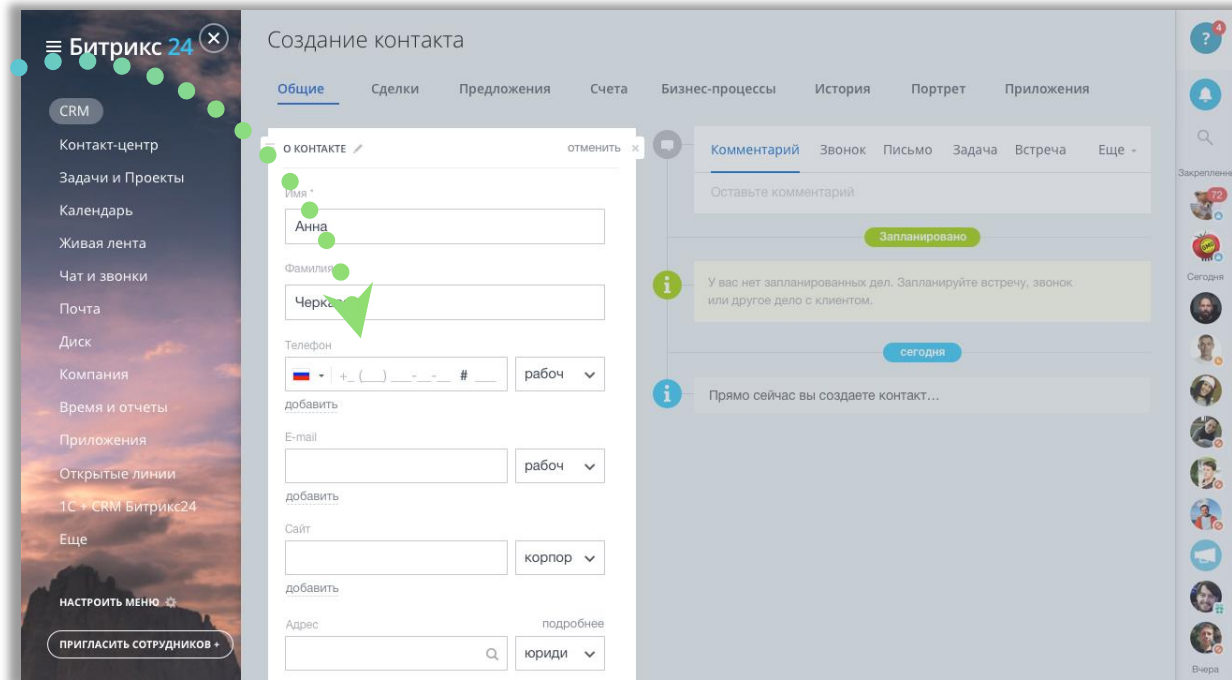 Битрикс 24
CRM
Контакт-центр
Задачи и Проекты
Календарь
Живая лента
Чат и звонки
Почта
Диск
Компания
Время и отчеты
Приложения
Открытые линии
1С + CRM Битрикс24
Еще
НАСТРОИТЬ МЕНЮ
ПРИГЛАСИТЬ СОТРУДНИКОВ +
Создание контакта
Общие Сделки Предложения Счета Бизнес-процессы История Портрет Приложения
О КОНТАКТЕ отменить
Имя *
Анна
Фамилия
Телефон
+_ (__) __-_-__ # ___ рабоч
добавить
E-mail
рабоч
добавить
Сайт
корпор
добавить
Адрес подробнее
юриди
Комментарий Звонок Письмо Задача Встреча Еще
Оставьте комментарий
Запланировано
У вас нет запланированных дел. Запланируйте встречу, звонок
или другое дело с клиентом.
сегодня
Прямо сейчас вы создаете контакт...
?
4
72
Сегодня
Вчера